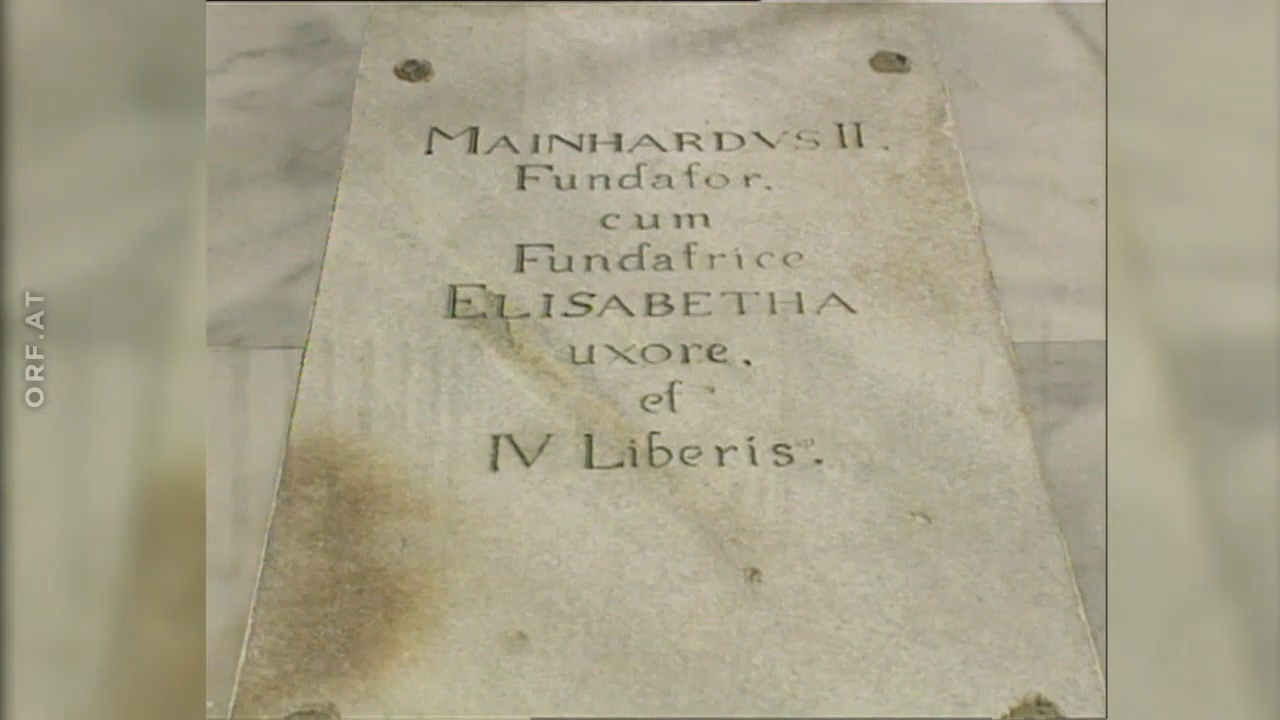 MAINHARDVS II.
Fundator.
cum
Fundatrice
ELISABETHA
uxore.
et
IV Liberis.
ORF.AT